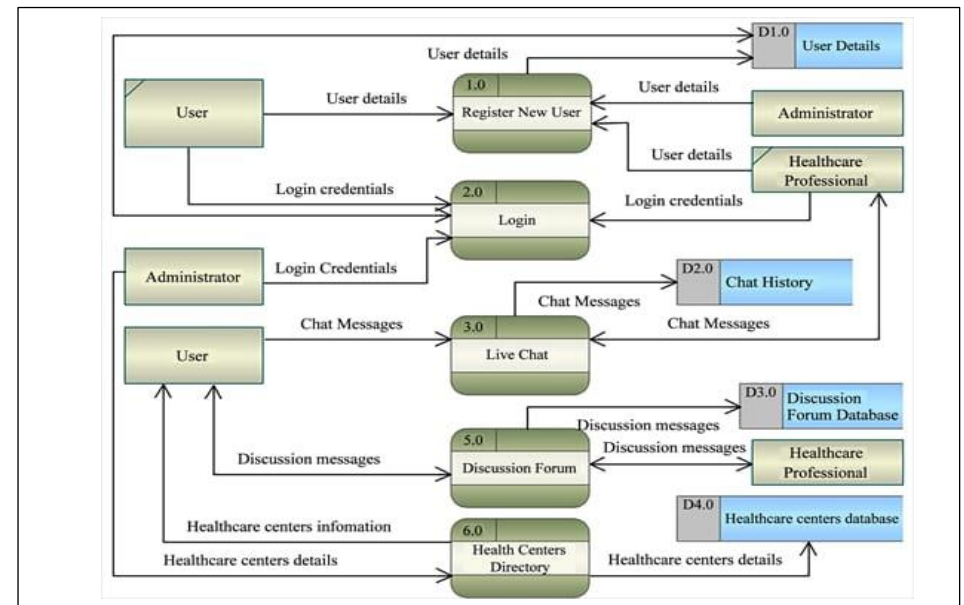 D1.0
User Details
User details
User
User details
1.0
Register New User
User details
Administrator
User details
Healthcare
Professional
Login credentials
2.0
Login
Login credentials
Administrator
Login Credentials
D2.0
Chat History
Chat Messages
User
Chat Messages
3.0
Live Chat
Chat Messages
D3.0
Discussion
Forum Database
Discussion messages
Discussion messages
5.0
Discussion Forum
Discussion messages
Healthcare
Professional
D4.0
Healthcare centers database
Healthcare centers infomation
6.0
Health Centers
Directory
Healthcare centers details
Healthcare centers details